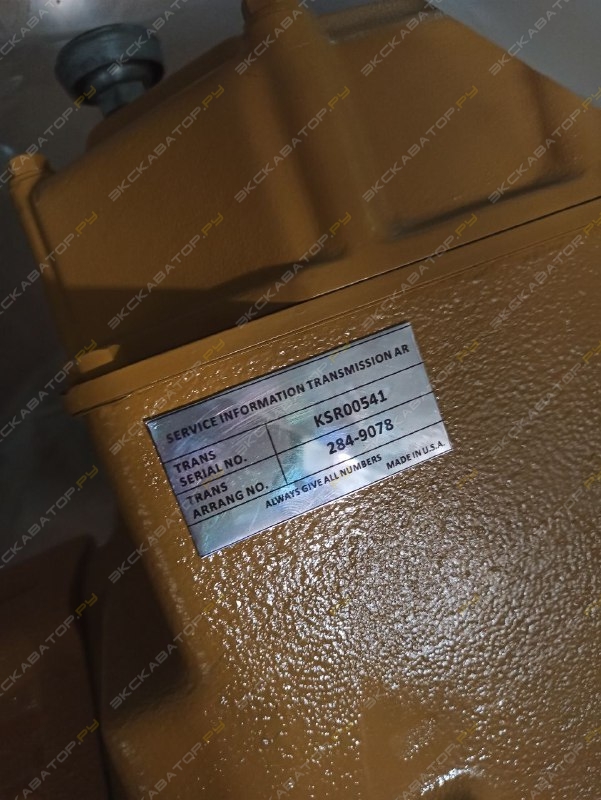 SERVICE INFORMATION TRANSMISSION AR
TRANS
SERIAL NO.
KSR00541
TRANS
ARRANG NO.
284-9078
ALWAYS GIVE ALL NUMBERS
MADE IN U.S.A.
ЭКСКАВАТОР.РУ